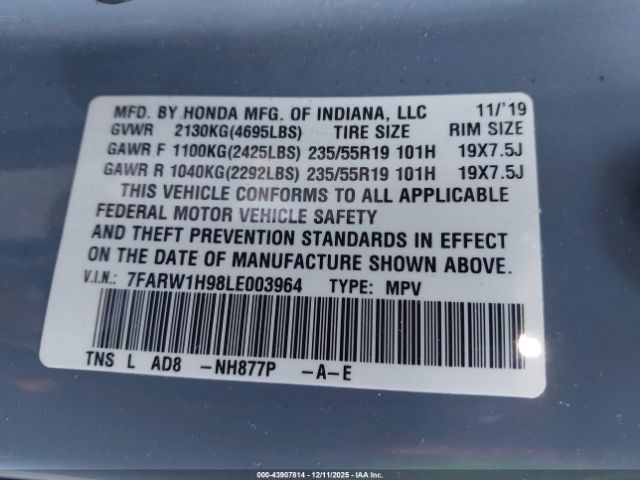 MFD. BY HONDA MFG. OF INDIANA, LLC 11/'19
GVWR 2130KG(4695LBS) TIRE SIZE RIM SIZE
GAWR F 1100KG(2425LBS) 235/55R19 101H 19X7.5J
GAWR R 1040KG(2292LBS) 235/55R19 101H 19X7.5J
THIS VEHICLE CONFORMS TO ALL APPLICABLE
FEDERAL MOTOR VEHICLE SAFETY
AND THEFT PREVENTION STANDARDS IN EFFECT
ON THE DATE OF MANUFACTURE SHOWN ABOVE.
V.I.N.: 7FARW1H98LE003964 TYPE: MPV
TNS L AD8 -NH877P -A-E
000-43907814 - 12/11/2025 - IAAI.COM